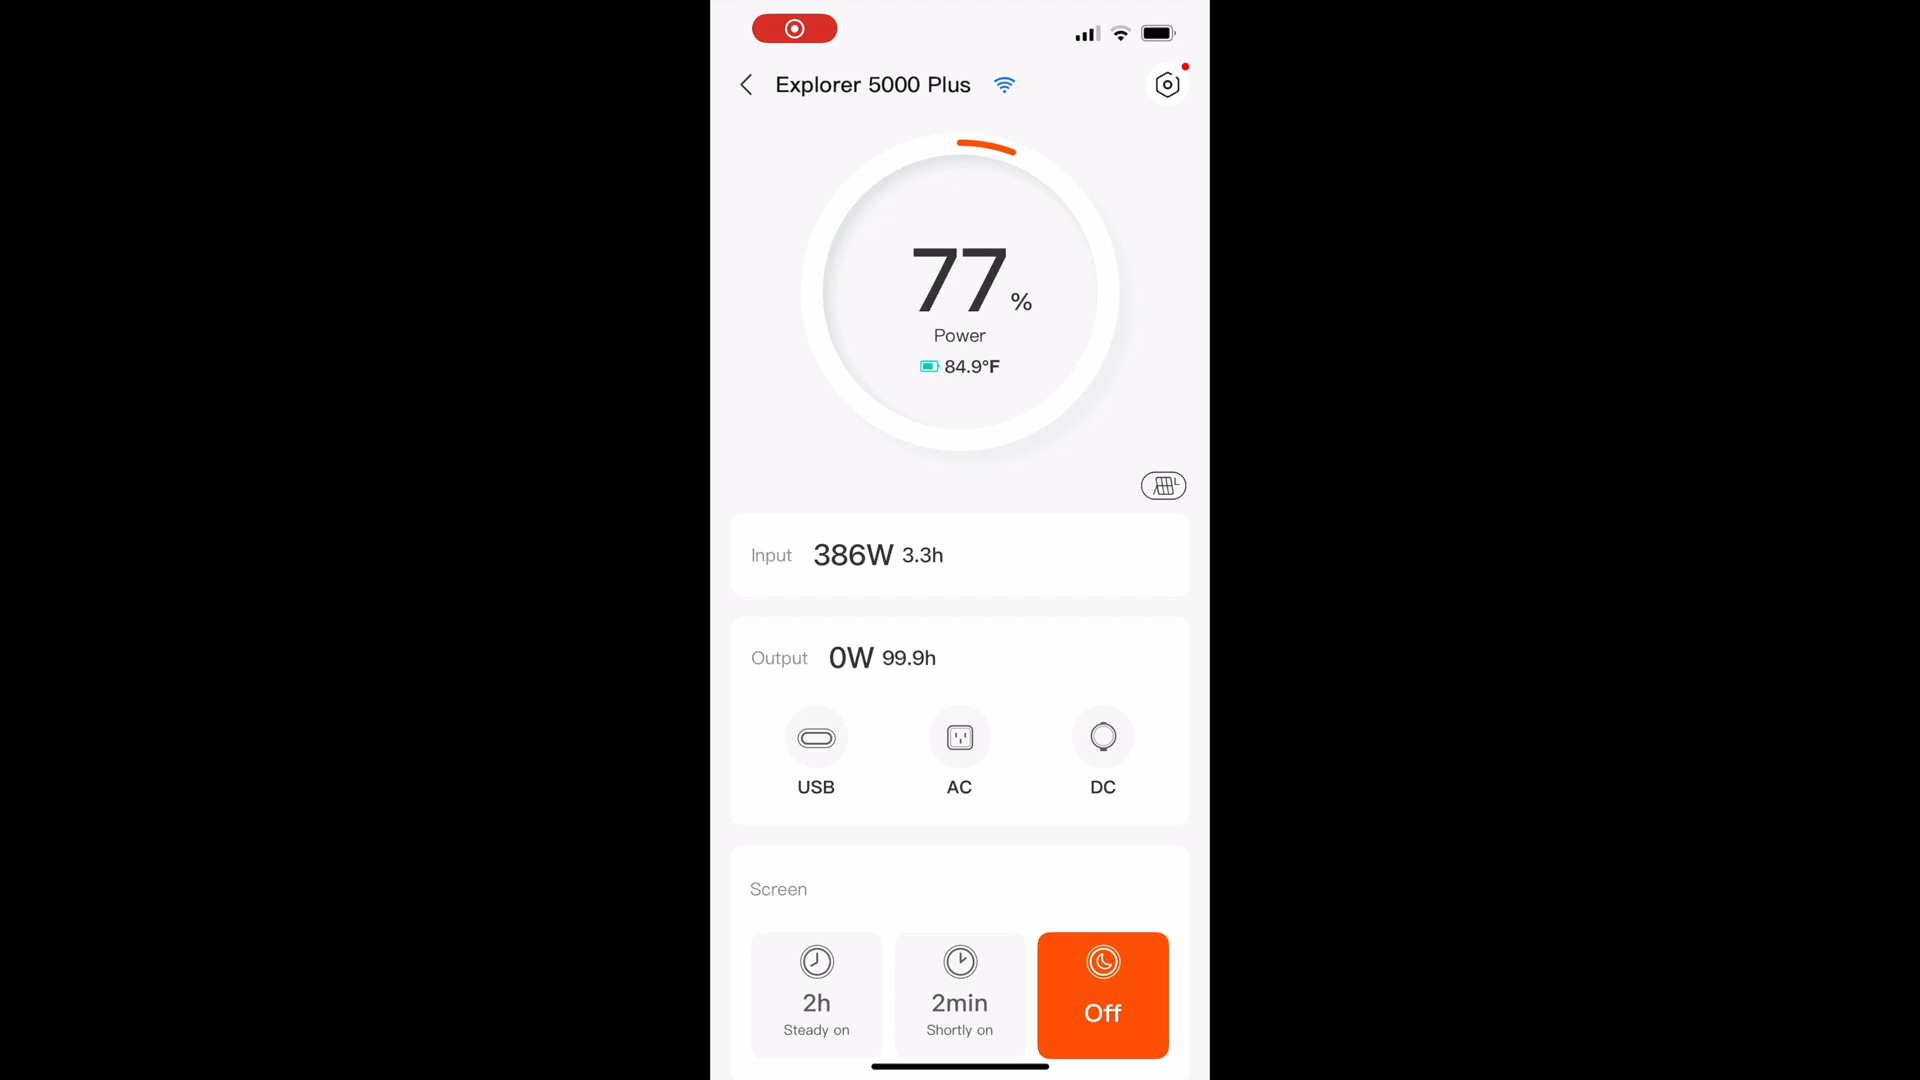 Explorer 5000 Plus
77 %
Power
84.9°F
L
Input 386W 3.3h
Output 0W 99.9h
USB AC DC
Screen
2h 2min Off
Steady on Shortly on